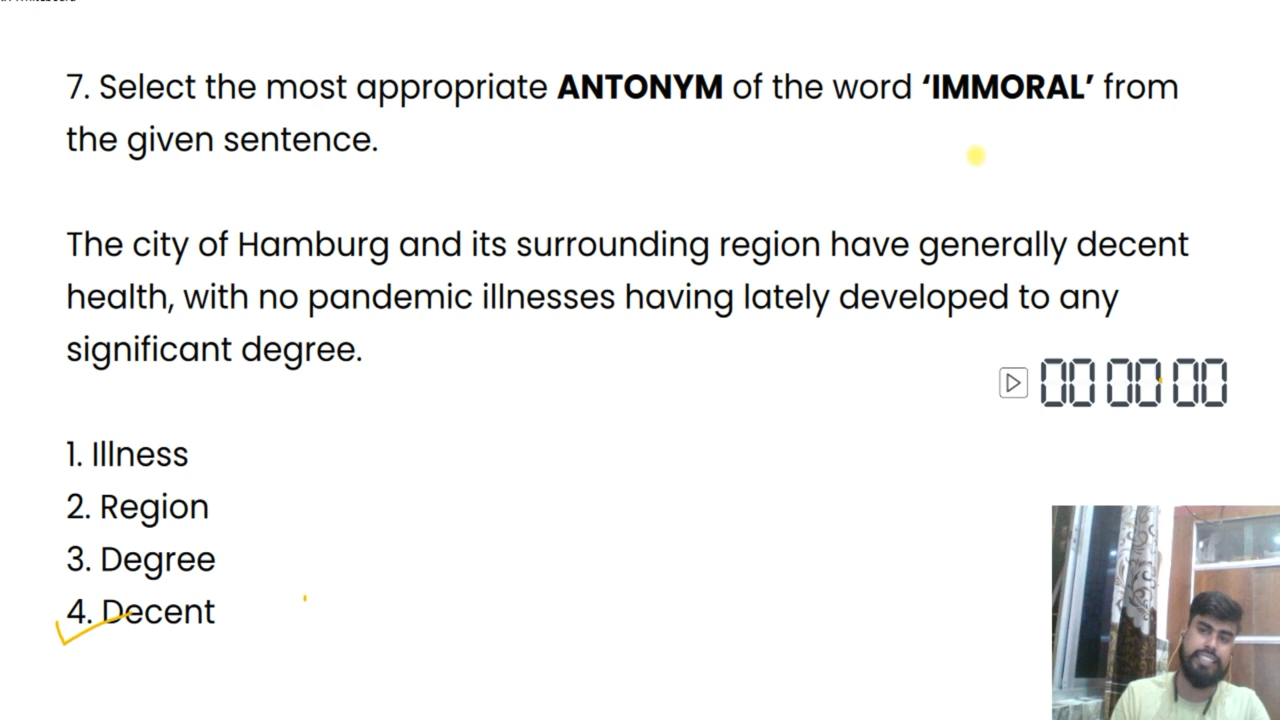 7. Select the most appropriate ANTONYM of the word ‘IMMORAL’ from
the given sentence.
The city of Hamburg and its surrounding region have generally decent
health, with no pandemic illnesses having lately developed to any
significant degree.
00 00 00
1. Illness
2. Region
3. Degree
4. Decent